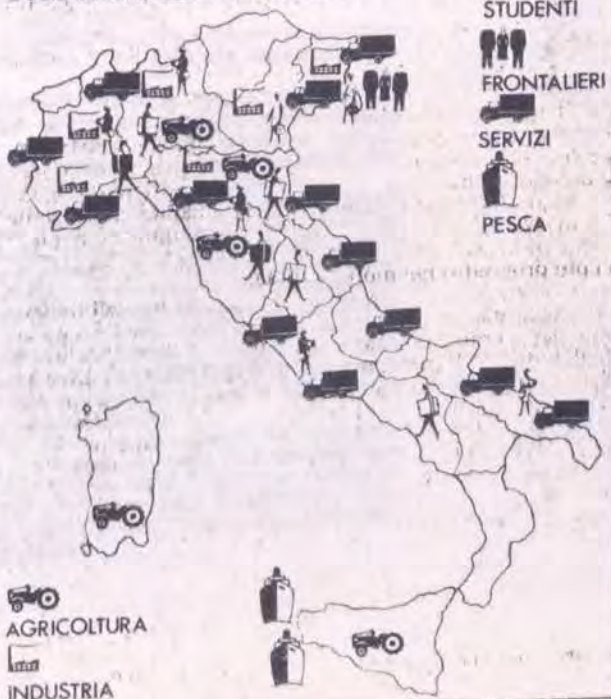 STUDENTI
FRONTALIERI
SERVIZI
PESCA
AGRICOLTURA
INDUSTRIA